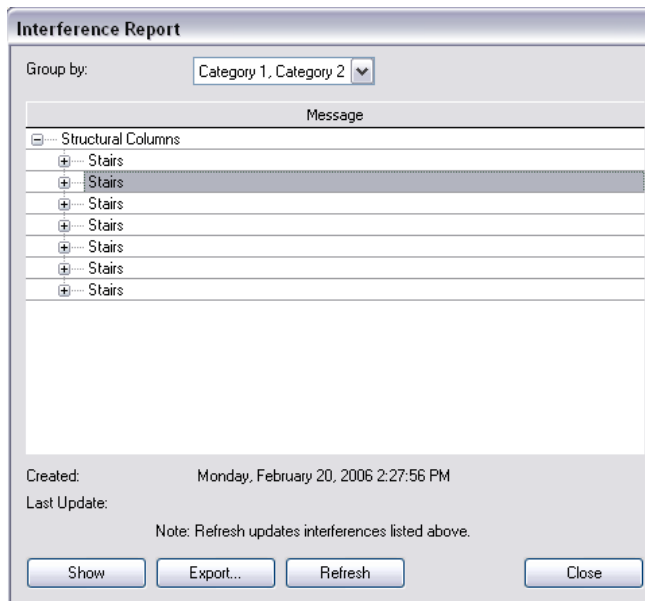 Interference Report
Group by: Category 1, Category 2
Message
Structural Columns
Stairs
Stairs
Stairs
Stairs
Stairs
Stairs
Stairs
Created: Monday, February 20, 2006 2:27:56 PM
Last Update:
Note: Refresh updates interferences listed above.
Show Export... Refresh Close